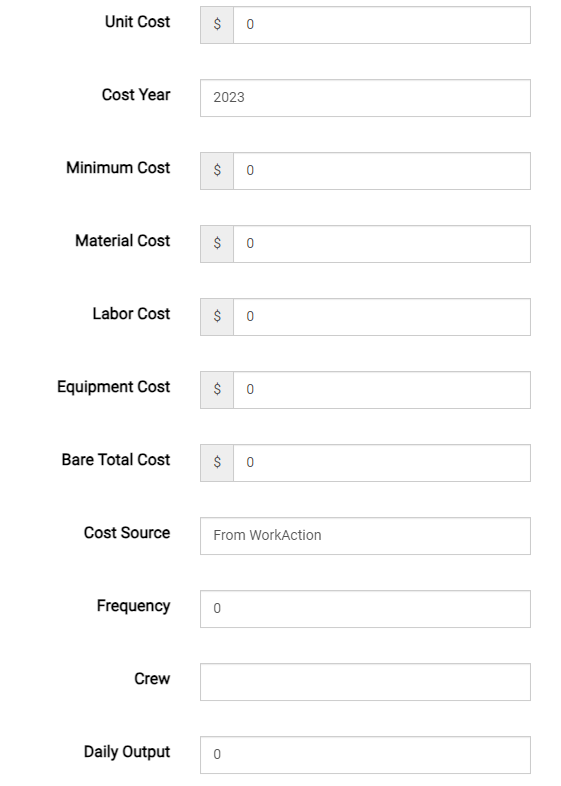 Unit Cost $ 0
Cost Year 2023
Minimum Cost $ 0
Material Cost $ 0
Labor Cost $ 0
Equipment Cost $ 0
Bare Total Cost $ 0
Cost Source From WorkAction
Frequency 0
Crew
Daily Output 0